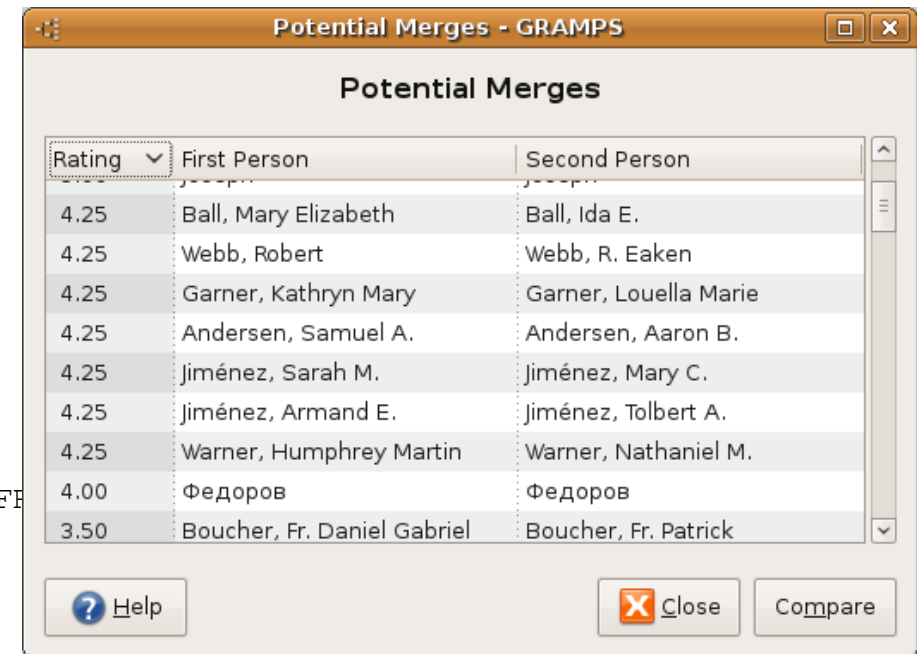 Potential Merges - GRAMPS
Potential Merges
Rating First Person Second Person
4.25 Ball, Mary Elizabeth Ball, Ida E.
4.25 Webb, Robert Webb, R. Eaken
4.25 Garner, Kathryn Mary Garner, Louella Marie
4.25 Andersen, Samuel A. Andersen, Aaron B.
4.25 Jiménez, Sarah M. Jiménez, Mary C.
4.25 Jiménez, Armand E. Jiménez, Tolbert A.
4.25 Warner, Humphrey Martin Warner, Nathaniel M.
4.00 Федоров Федоров
3.50 Boucher, Fr. Daniel Gabriel Boucher, Fr. Patrick
Help Close Compare